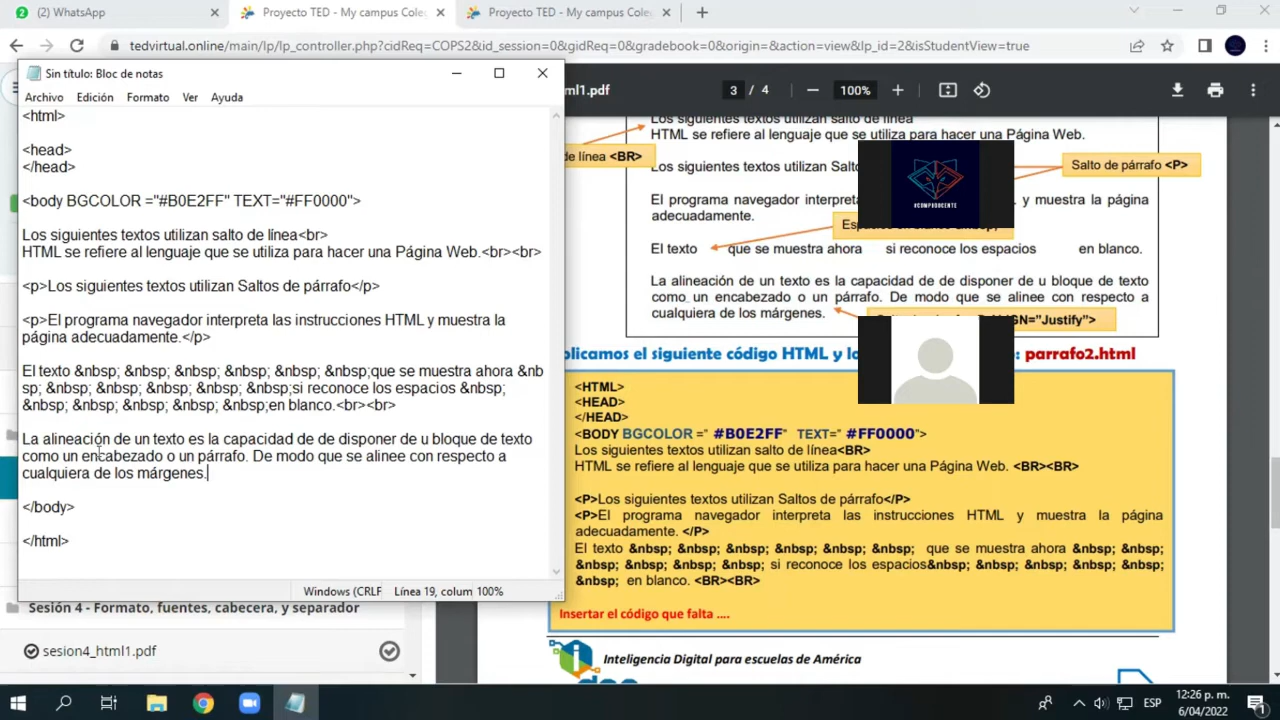 (2) WhatsApp
Proyecto TED - My campus Cole
Proyecto TED - My campus Cole
tedvirtual.online/main/lp/lp_controller.php?cidReq=COPS2&id_session=0&gidReq=0&gradebook=0&origin=&action=view&lp_id=2&isStudentView=true
Sin título: Bloc de notas
Archivo Edición Formato Ver Ayuda
<html>
<head>
</head>
<body BGCOLOR ="#B0E2FF" TEXT="#FF0000">
Los siguientes textos utilizan salto de línea<br>
HTML se refiere al lenguaje que se utiliza para hacer una Página Web.<br><br>
<p>Los siguientes textos utilizan Saltos de párrafo</p>
<p>El programa navegador interpreta las instrucciones HTML y muestra la
página adecuadamente.</p>
El texto &nbsp; &nbsp; &nbsp; &nbsp; &nbsp; &nbsp;que se muestra ahora &nb
sp; &nbsp; &nbsp; &nbsp; &nbsp; &nbsp;si reconoce los espacios &nbsp;
&nbsp; &nbsp; &nbsp; &nbsp; &nbsp;en blanco.<br><br>
La alineación de un texto es la capacidad de de disponer de u bloque de texto
como un encabezado o un párrafo. De modo que se alinee con respecto a
cualquiera de los márgenes.
</body>
</html>
Windows (CRLF Línea 19, colum 100%
Sesión 4 - Formato, fuentes, cabecera, y separador
sesion4_html1.pdf
ml1.pdf
3 / 4
100%
Los siguientes textos utilizan salto de línea
HTML se refiere al lenguaje que se utiliza para hacer una Página Web.
de línea <BR>
Los siguientes textos utilizan Salto
Salto de párrafo <P>
El programa navegador interpreta
y muestra la página
adecuadamente.
El texto que se muestra ahora si reconoce los espacios en blanco.
La alineación de un texto es la capacidad de de disponer de u bloque de texto
como un encabezado o un párrafo. De modo que se alinee con respecto a
cualquiera de los márgenes.
"Justify">
#COMPUDOCENTE
plicamos el siguiente código HTML y lo
: parrafo2.html
<HTML>
<HEAD>
</HEAD>
<BODY BGCOLOR =" #B0E2FF" TEXT=" #FF0000">
Los siguientes textos utilizan salto de línea<BR>
HTML se refiere al lenguaje que se utiliza para hacer una Página Web. <BR><BR>
<P>Los siguientes textos utilizan Saltos de párrafo</P>
<P>El programa navegador interpreta las instrucciones HTML y muestra la página
adecuadamente. </P>
El texto &nbsp; &nbsp; &nbsp; &nbsp; &nbsp; &nbsp; que se muestra ahora &nbsp; &nbsp;
&nbsp; &nbsp; &nbsp; &nbsp; si reconoce los espacios&nbsp; &nbsp; &nbsp; &nbsp; &nbsp;
&nbsp; en blanco. <BR><BR>
Insertar el código que falta ....
Inteligencia Digital para escuelas de América
ESP
12:26 p. m.
6/04/2022